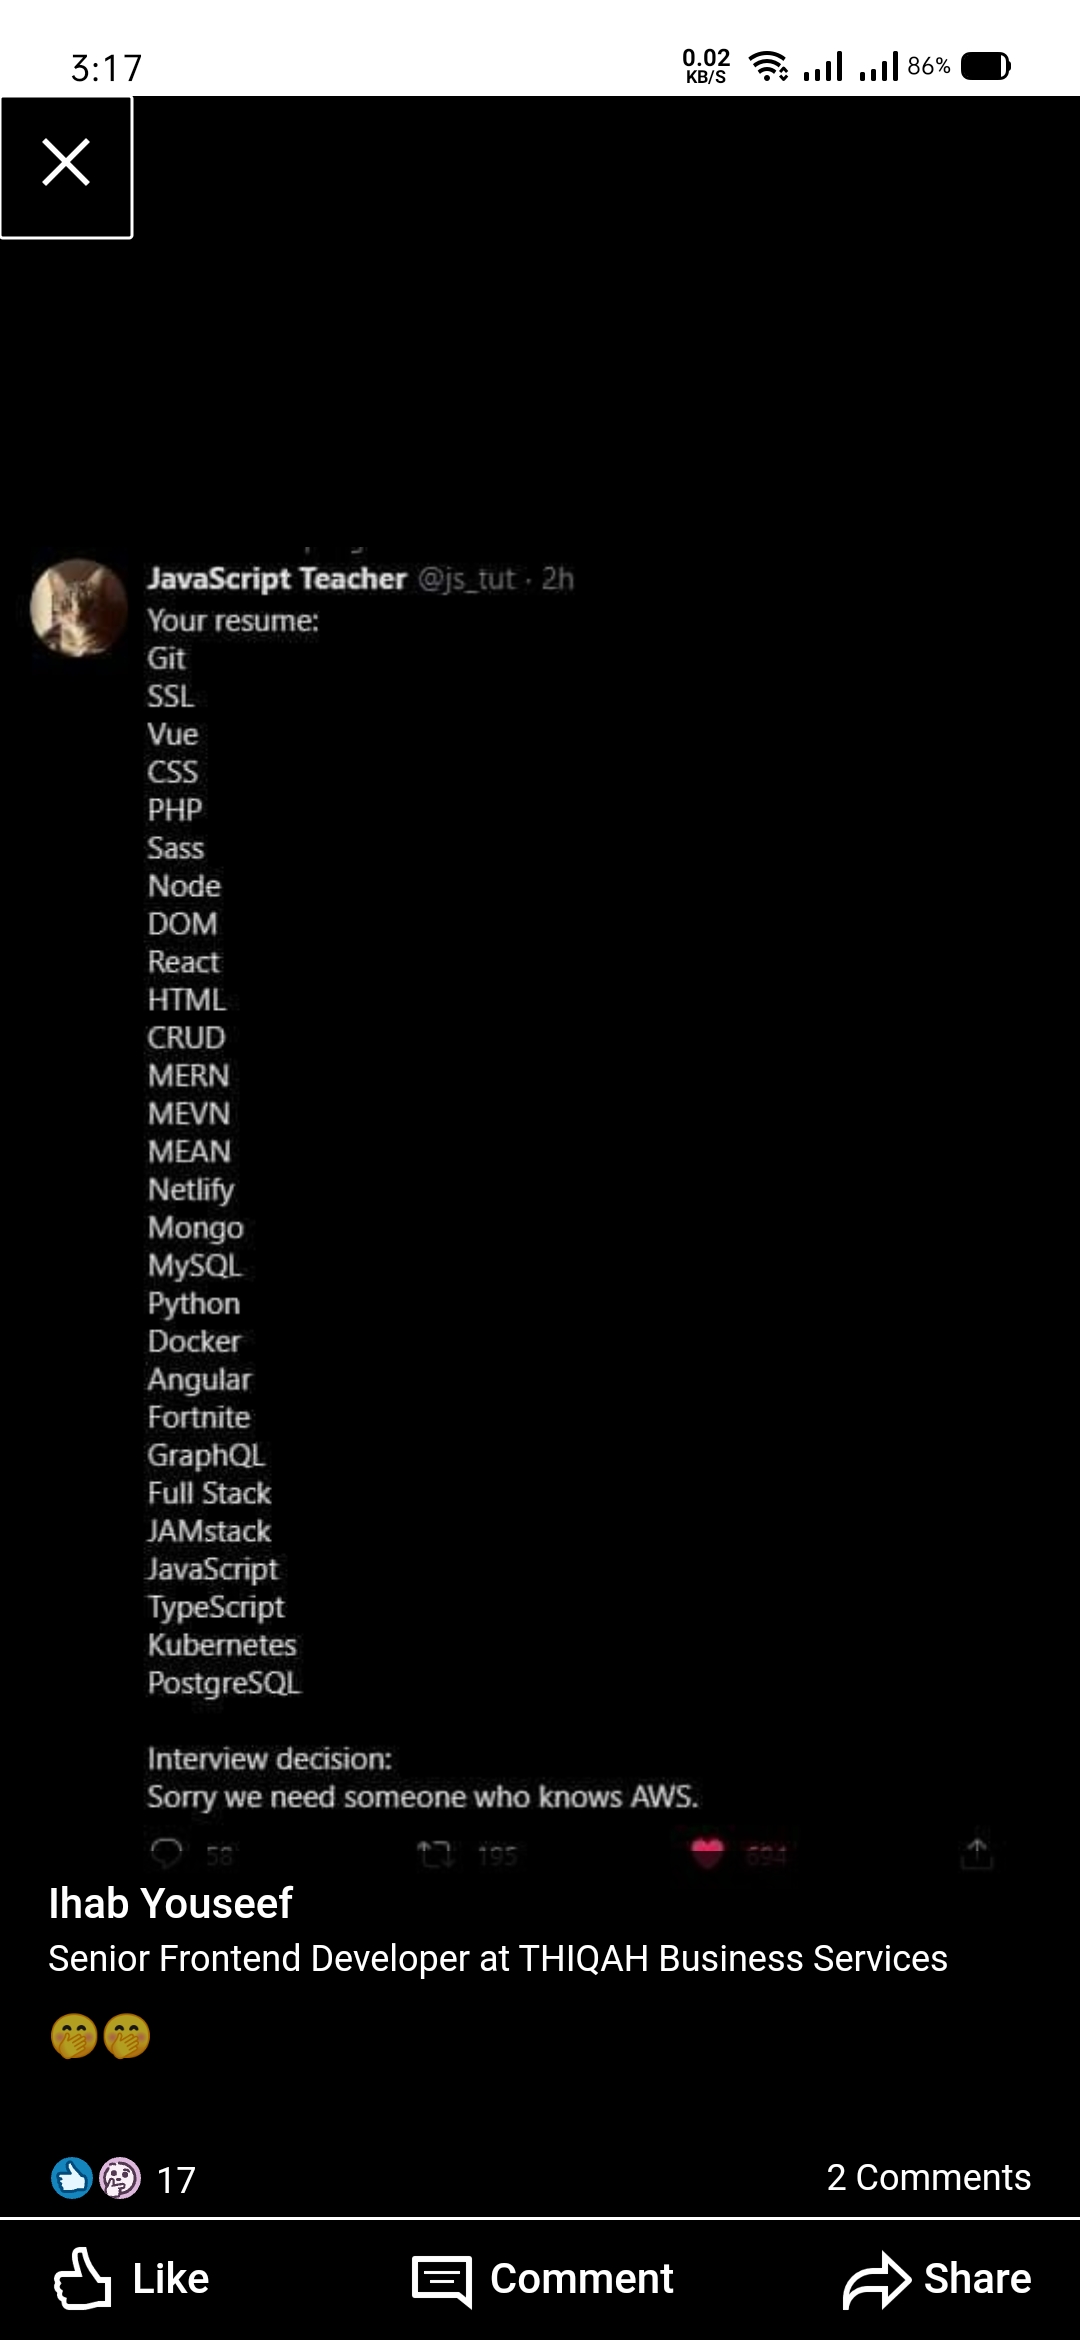 3:17
0.02
KB/S
86%
JavaScript Teacher @js_tut · 2h
Your resume:
Git
SSL
Vue
CSS
PHP
Sass
Node
DOM
React
HTML
CRUD
MERN
MEVN
MEAN
Netlify
Mongo
MySQL
Python
Docker
Angular
Fortnite
GraphQL
Full Stack
JAMstack
JavaScript
TypeScript
Kubernetes
PostgreSQL
Interview decision:
Sorry we need someone who knows AWS.
58 195 694
Ihab Youseef
Senior Frontend Developer at THIQAH Business Services
🤭🤭
17 2 Comments
Like Comment Share